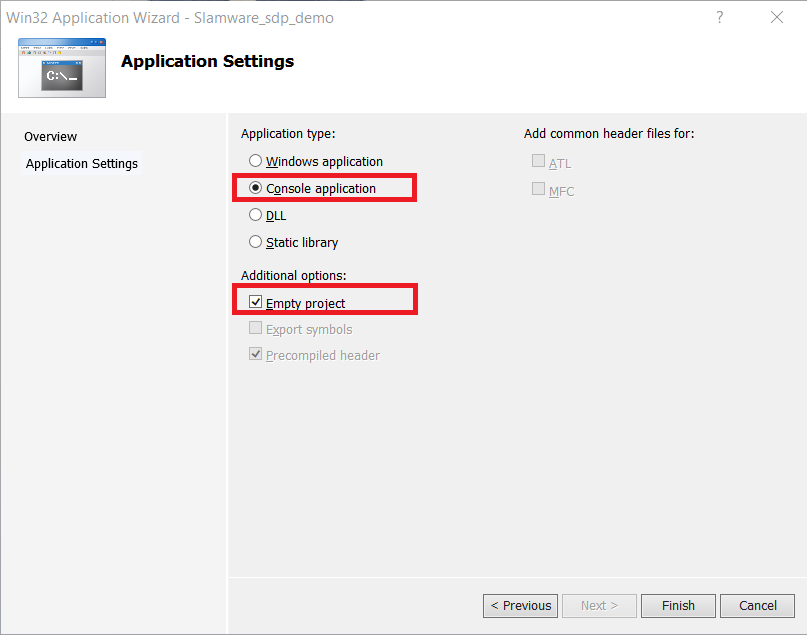 Win32 Application Wizard - Slamware_sdp_demo
?
C:\_
Application Settings
Overview
Application Settings
Application type:
Windows application
Console application
DLL
Static library
Additional options:
Empty project
Export symbols
Precompiled header
Add common header files for:
ATL
MFC
< Previous
Next >
Finish
Cancel